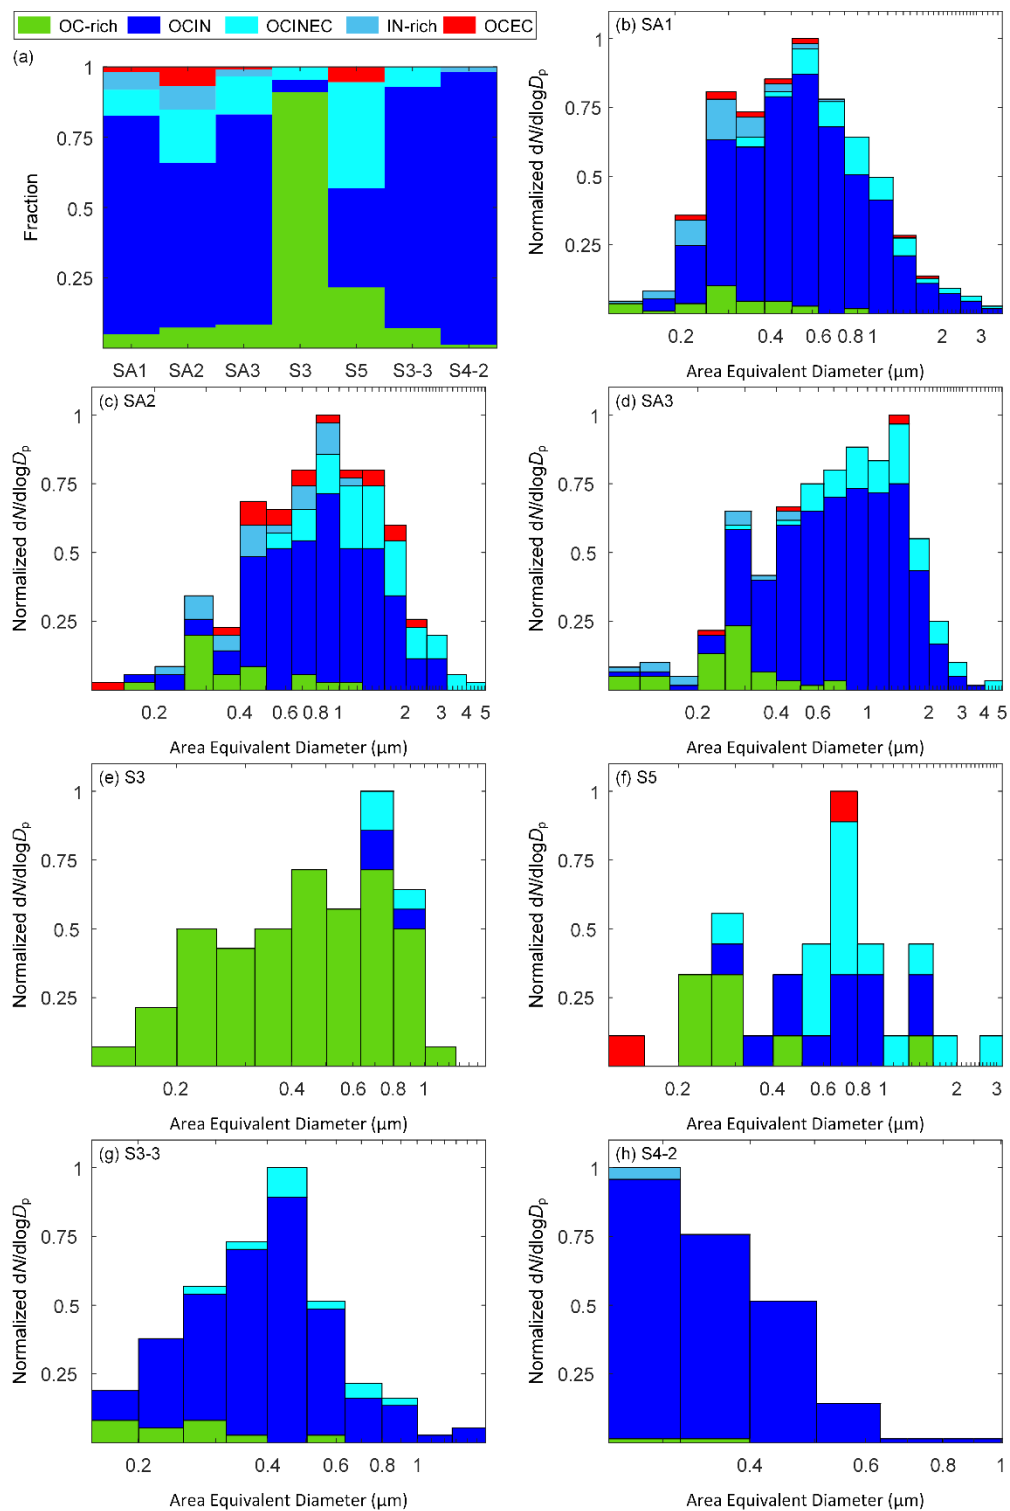 OC-rich OCIN OCINEC IN-rich OCEC
(a)
1
0.75
0.5
0.25
Fraction
SA1 SA2 SA3 S3 S5 S3-3 S4-2
(b) SA1
1
0.75
0.5
0.25
Normalized dN/dlogDp
0.2 0.4 0.6 0.8 1 2 3
Area Equivalent Diameter (µm)
(c) SA2
1
0.75
0.5
0.25
Normalized dN/dlogDp
0.2 0.4 0.6 0.8 1 2 3 4 5
Area Equivalent Diameter (µm)
(d) SA3
1
0.75
0.5
0.25
Normalized dN/dlogDp
0.2 0.4 0.6 1 2 3 4 5
Area Equivalent Diameter (µm)
(e) S3
1
0.75
0.5
0.25
Normalized dN/dlogDp
0.2 0.4 0.6 0.8 1
Area Equivalent Diameter (µm)
(f) S5
1
0.75
0.5
0.25
Normalized dN/dlogDp
0.2 0.4 0.6 0.8 1 2 3
Area Equivalent Diameter (µm)
(g) S3-3
1
0.75
0.5
0.25
Normalized dN/dlogDp
0.2 0.4 0.6 0.8 1
Area Equivalent Diameter (µm)
(h) S4-2
1
0.75
0.5
0.25
Normalized dN/dlogDp
0.4 0.6 0.8 1
Area Equivalent Diameter (µm)